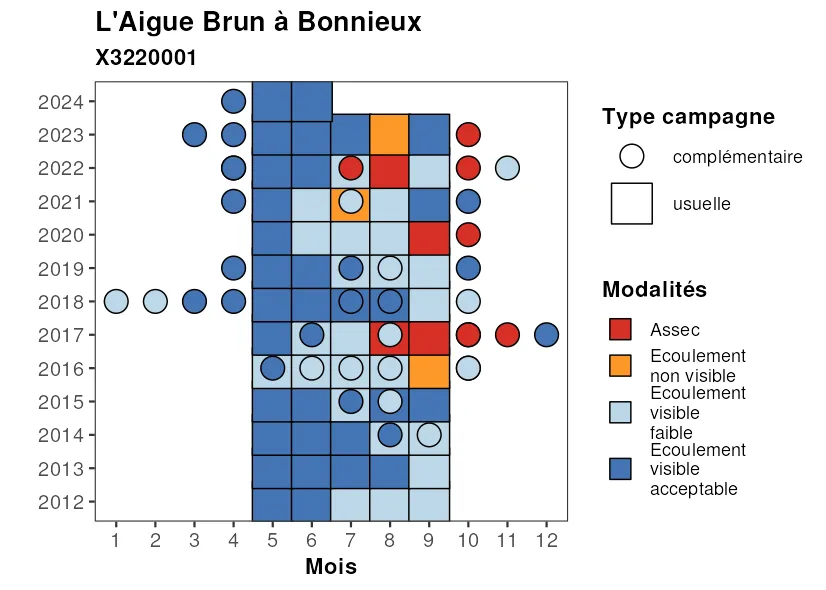 L'Aigue Brun à Bonnieux
X3220001
2024
2023
2022
2021
2020
2019
2018
2017
2016
2015
2014
2013
2012
1 2 3 4 5 6 7 8 9 10 11 12
Mois
Type campagne
complémentaire
usuelle
Modalités
Assec
Ecoulement
non visible
Ecoulement
visible
faible
Ecoulement
visible
acceptable